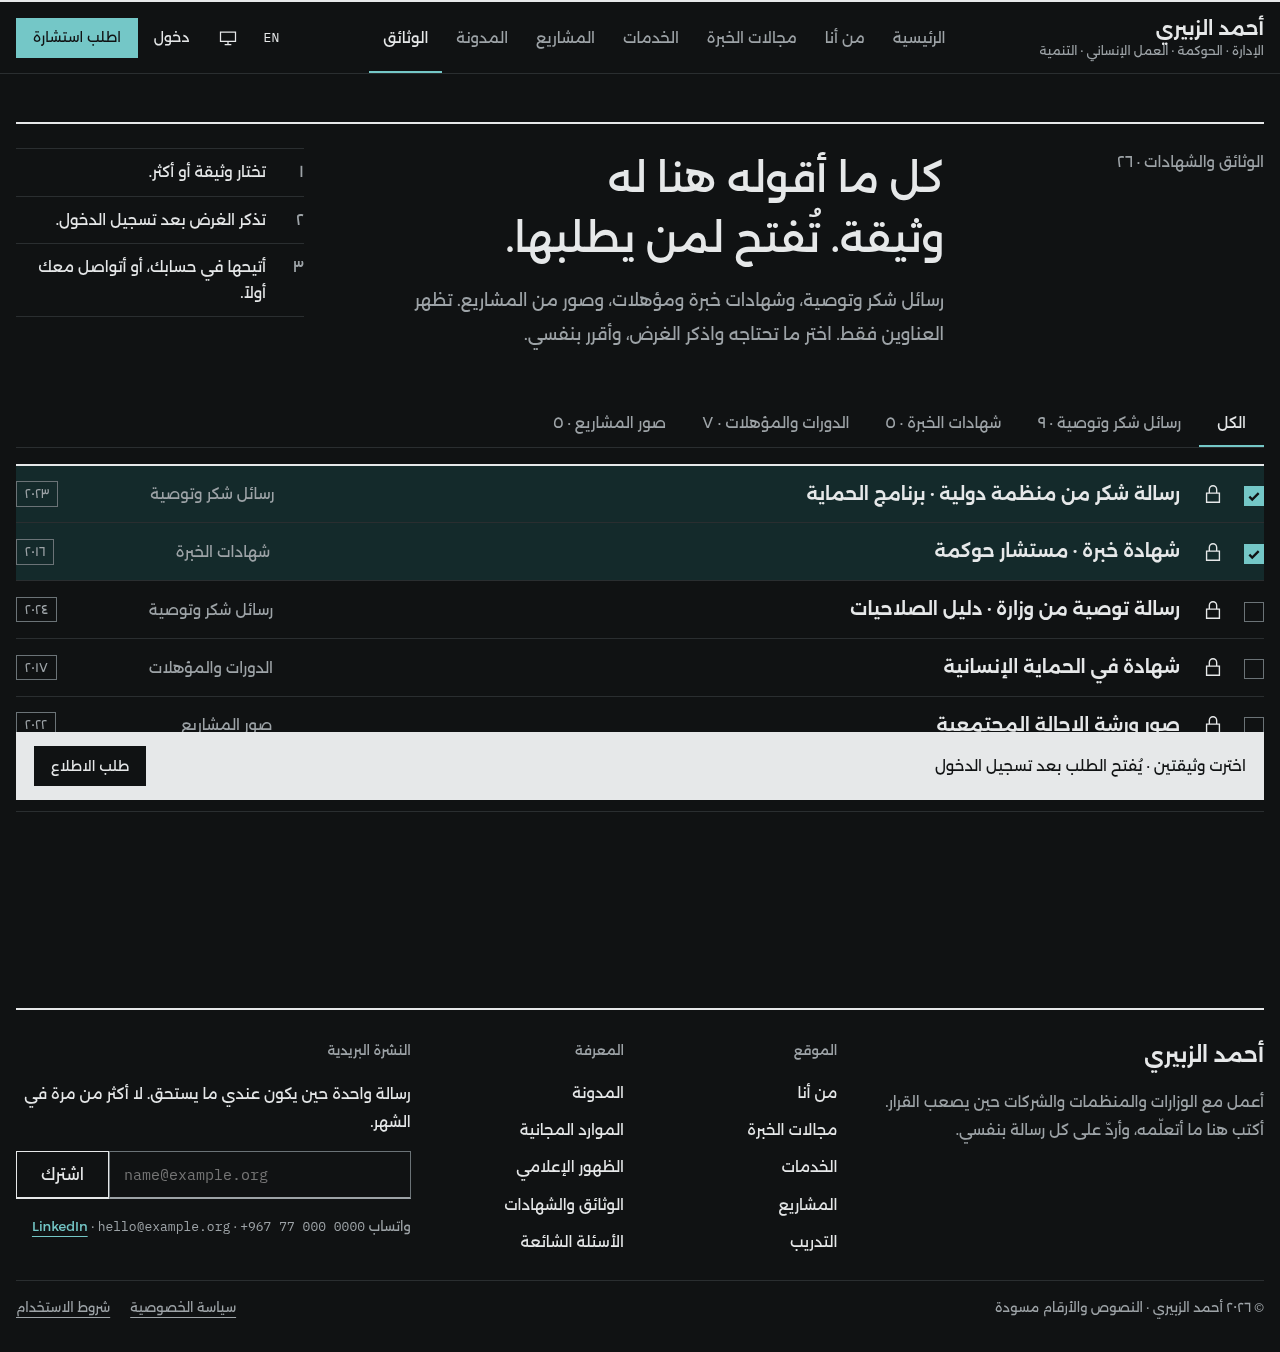 أحمد الزبيري
الإدارة · الحوكمة · العمل الإنساني · التنمية
الرئيسية
من أنا
مجالات الخبرة
الخدمات
المشاريع
المدونة
الوثائق
EN
دخول
اطلب استشارة
الوثائق والشهادات · ٢٦
كل ما أقوله هنا له
وثيقة. تُفتح لمن يطلبها.
رسائل شكر وتوصية، وشهادات خبرة ومؤهلات، وصور من المشاريع. تظهر
العناوين فقط. اختر ما تحتاجه واذكر الغرض، وأقرر بنفسي.
١ تختار وثيقة أو أكثر.
٢ تذكر الغرض بعد تسجيل الدخول.
٣ أتيحها في حسابك، أو أتواصل معك
أولًا.
الكل
رسائل شكر وتوصية · ٩
شهادات الخبرة · ٥
الدورات والمؤهلات · ٧
صور المشاريع · ٥
رسالة شكر من منظمة دولية · برنامج الحماية
رسائل شكر وتوصية
٢٠٢٣
شهادة خبرة · مستشار حوكمة
شهادات الخبرة
٢٠١٦
رسالة توصية من وزارة · دليل الصلاحيات
رسائل شكر وتوصية
٢٠٢٤
شهادة في الحماية الإنسانية
الدورات والمؤهلات
٢٠١٧
صور ورشة الإحالة المجتمعية
صور المشاريع
٢٠٢٢
اخترت وثيقتين · يُفتح الطلب بعد تسجيل الدخول
طلب الاطلاع
أحمد الزبيري
أعمل مع الوزارات والمنظمات والشركات حين يصعب القرار.
أكتب هنا ما أتعلّمه، وأردّ على كل رسالة بنفسي.
الموقع
من أنا
مجالات الخبرة
الخدمات
المشاريع
التدريب
المعرفة
المدونة
الموارد المجانية
الظهور الإعلامي
الوثائق والشهادات
الأسئلة الشائعة
النشرة البريدية
رسالة واحدة حين يكون عندي ما يستحق. لا أكثر من مرة في
الشهر.
name@example.org
اشترك
واتساب +967 77 000 0000 · hello@example.org · LinkedIn
© ٢٠٢٦ أحمد الزبيري · النصوص والأرقام مسودة
سياسة الخصوصية
شروط الاستخدام